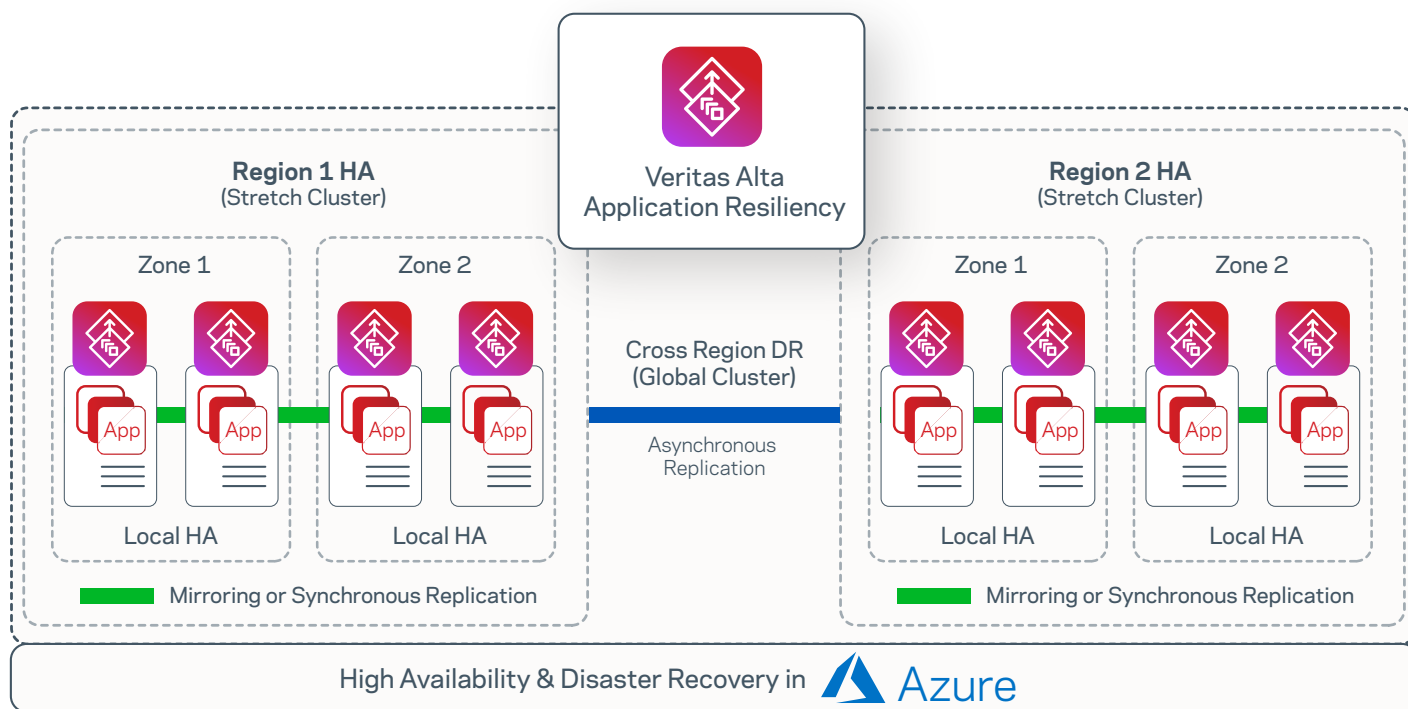 Veritas Alta
Application Resiliency
Region 1 HA
(Stretch Cluster)
Zone 1
Zone 2
App
App
App
App
Local HA
Local HA
Mirroring or Synchronous Replication
Cross Region DR
(Global Cluster)
Asynchronous
Replication
Region 2 HA
(Stretch Cluster)
Zone 1
Zone 2
App
App
App
App
Local HA
Local HA
Mirroring or Synchronous Replication
High Availability & Disaster Recovery in Azure